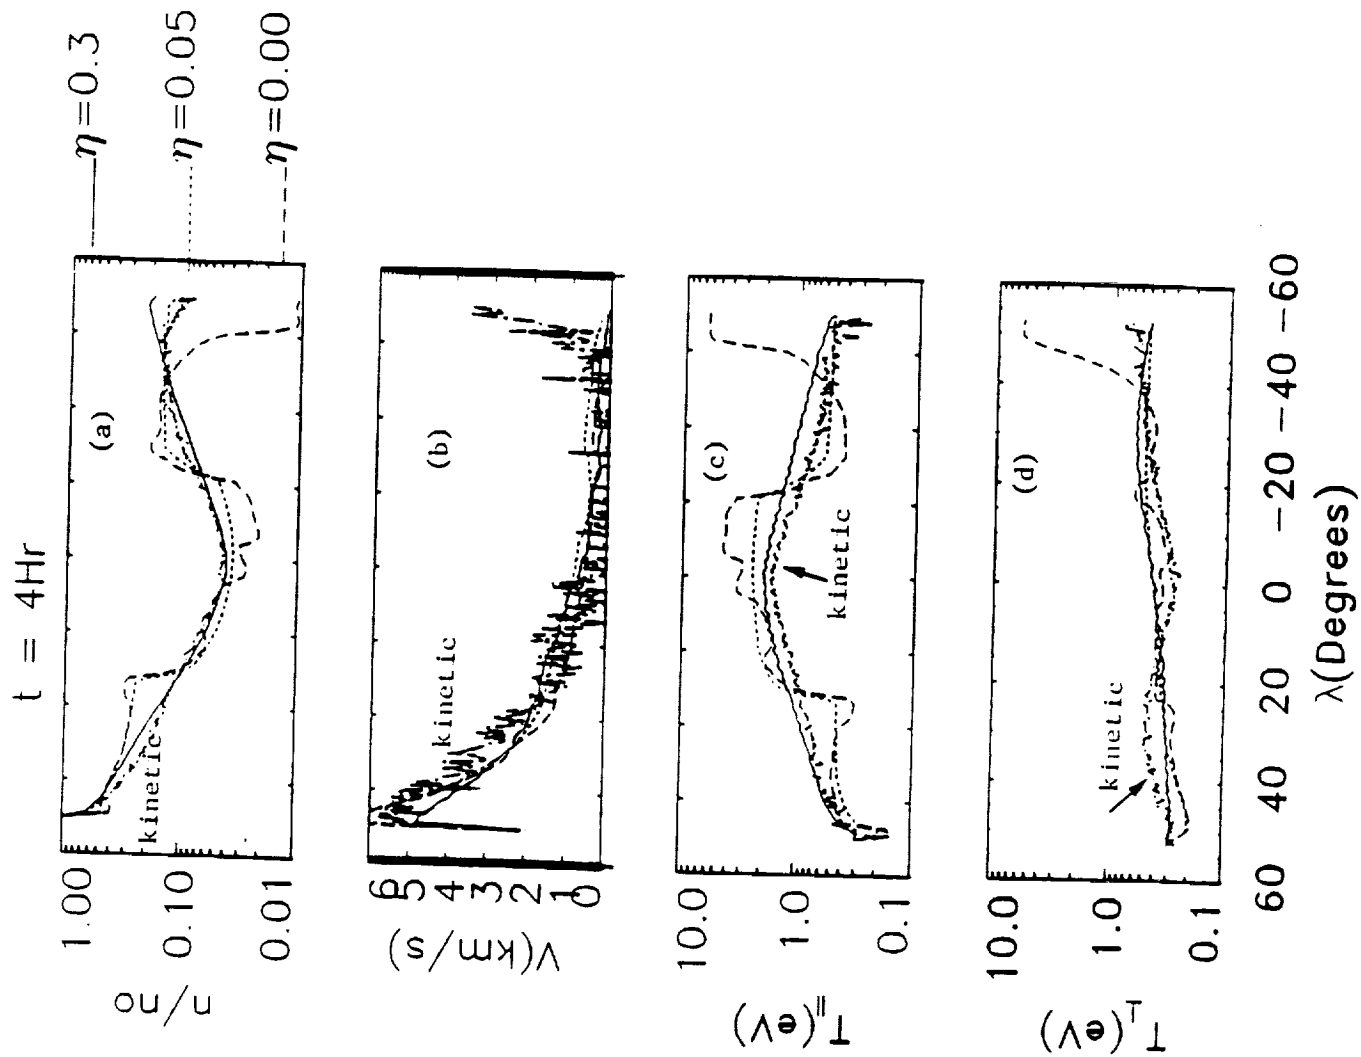 t = 4Hr
η=0.3
η=0.05
η=0.00
(a)
kinetic
1.00
0.10
0.01
n/no
(b)
kinetic
6
5
4
3
2
1
0
V(km/s)
(c)
kinetic
10.0
1.0
0.1
T∥(eV)
(d)
kinetic
10.0
1.0
0.1
T⊥(eV)
60 40 20 0 -20 -40 -60
λ(Degrees)